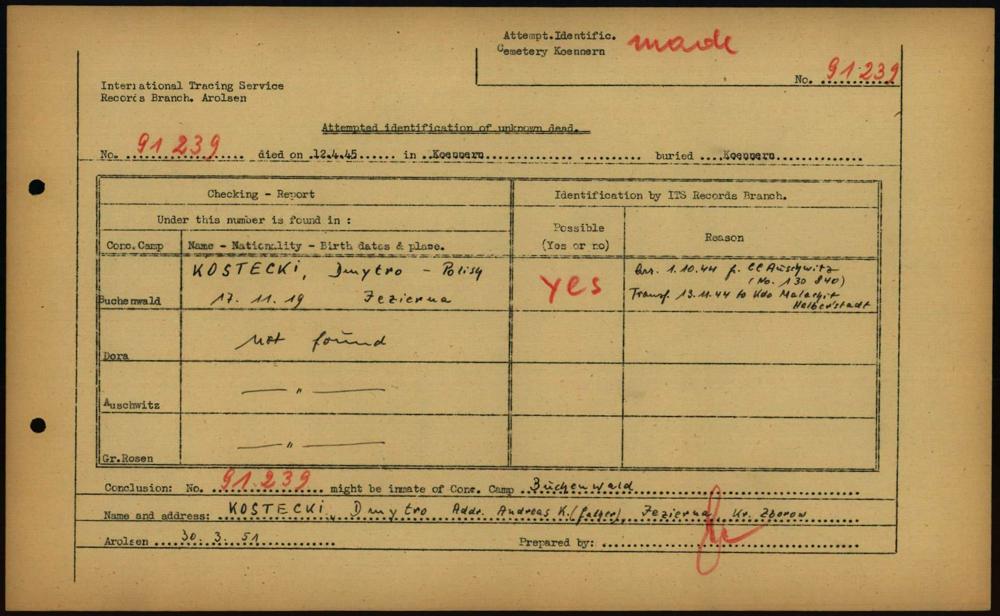 Attempt.Identific.
Cemetery Koennern
made
No. 91 239
International Tracing Service
Records Branch. Arolsen
Attempted identification of unknown dead.
No. 91 239 died on 12.4.45 in Koennern buried Koennern
Checking - Report
Identification by ITS Records Branch.
Under this number is found in :
Possible
(Yes or no)
Reason
Conc. Camp
Name - Nationality - Birth dates & place.
Buchenwald
KOSTECKI, Dmytro - Polish
17. 11. 19 Jezierna
yes
Arr. 1.10.44 f. CC Auschwitz
(No. 130 840)
Transf. 13.11.44 to Kdo Malachit
Halberstadt
Dora
not found
Auschwitz
— " —
Gr.Rosen
— " —
Conclusion: No. 91.239 might be inmate of Conc. Camp Buchenwald
Name and address: KOSTECKI, Dmytro Addr. Andreas K. (father), Jezierna, Kr. Zborow
Arolsen 30. 3. 51
Prepared by: